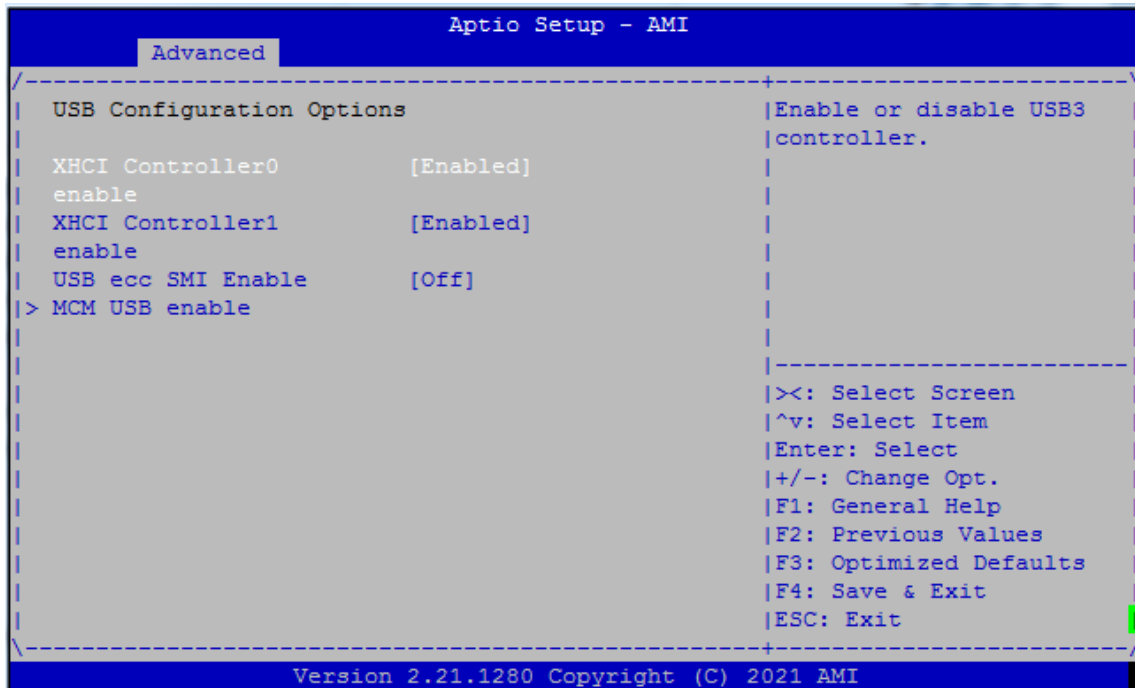 Aptio Setup - AMI
Advanced
USB Configuration Options
XHCI Controller0 [Enabled]
enable
XHCI Controller1 [Enabled]
enable
USB ecc SMI Enable [Off]
> MCM USB enable
Enable or disable USB3
controller.
><: Select Screen
^v: Select Item
Enter: Select
+/-: Change Opt.
F1: General Help
F2: Previous Values
F3: Optimized Defaults
F4: Save & Exit
ESC: Exit
Version 2.21.1280 Copyright (C) 2021 AMI